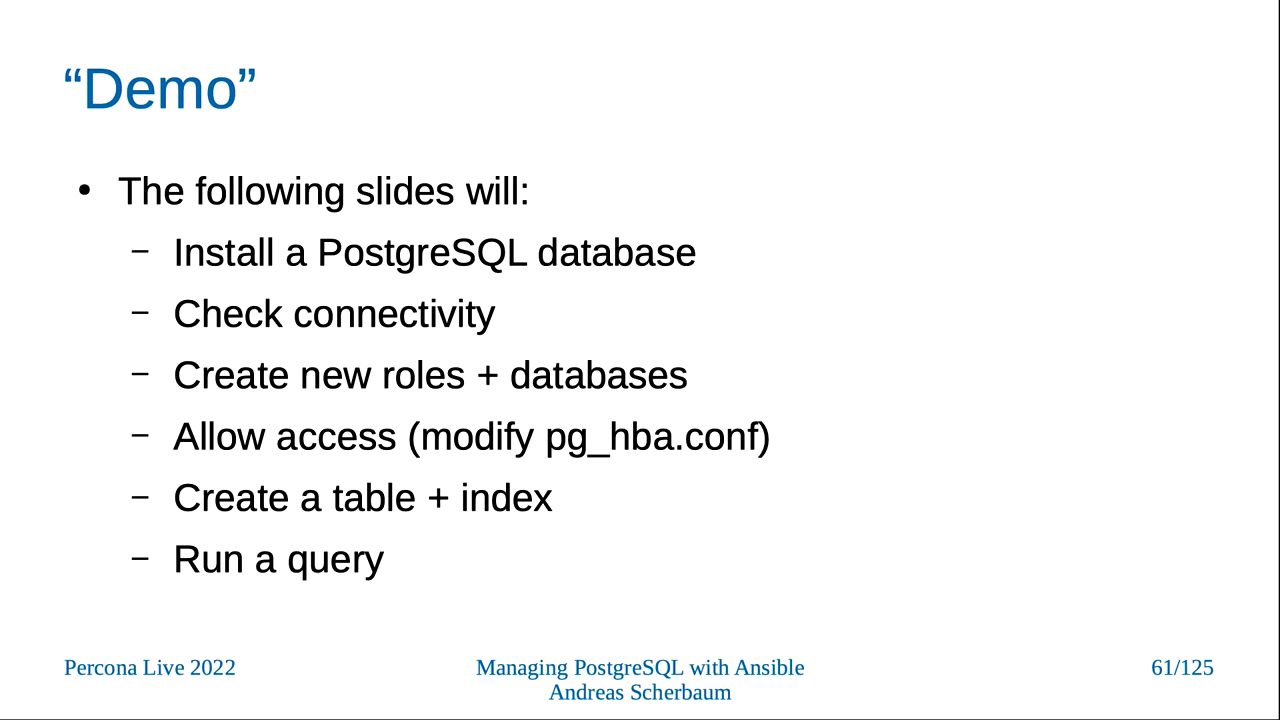 “Demo”
● The following slides will:
– Install a PostgreSQL database
– Check connectivity
– Create new roles + databases
– Allow access (modify pg_hba.conf)
– Create a table + index
– Run a query
Percona Live 2022
Managing PostgreSQL with Ansible
Andreas Scherbaum
61/125